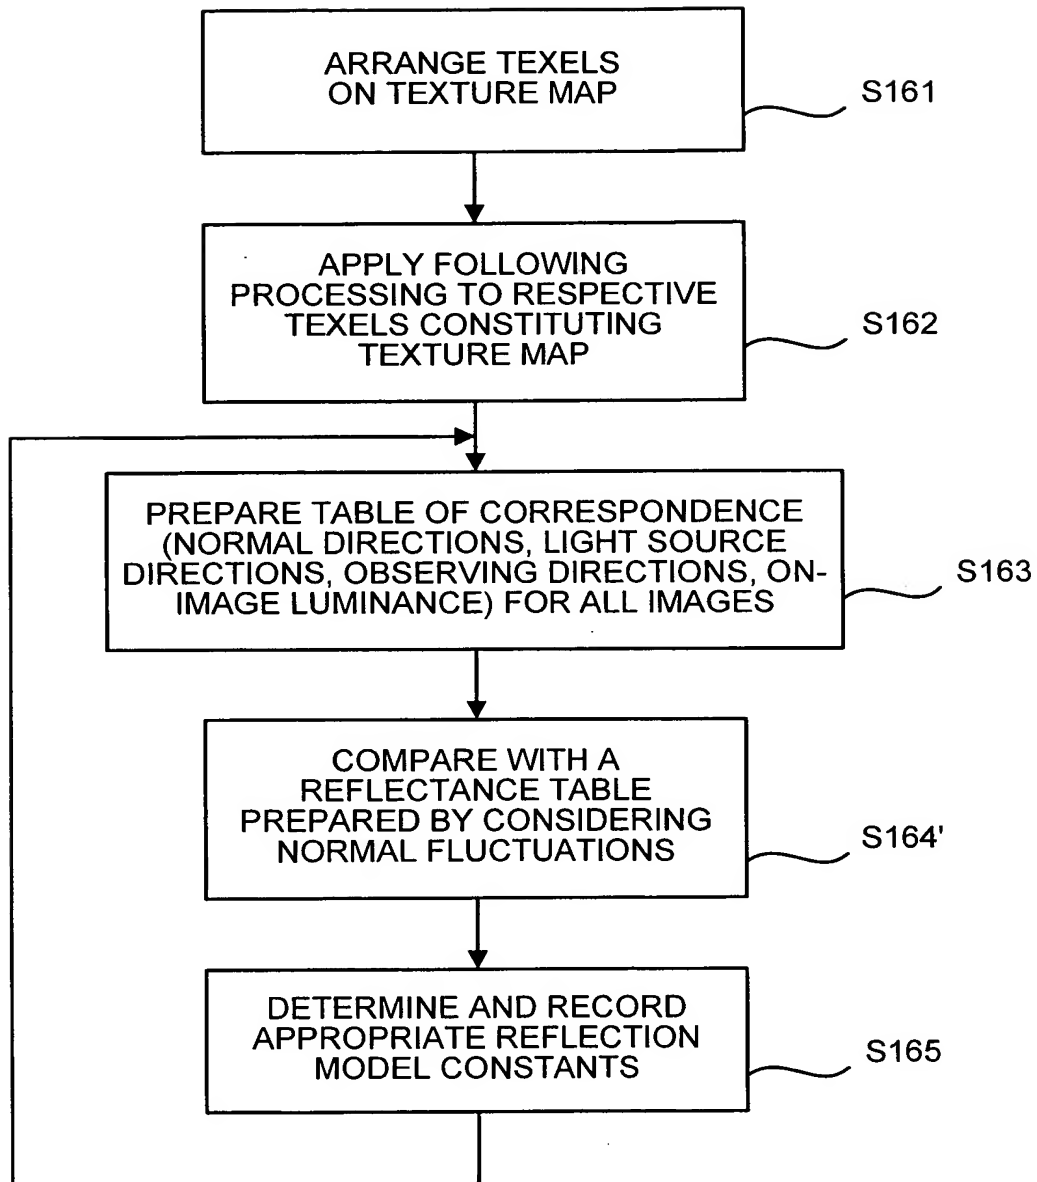 ARRANGE TEXELS
ON TEXTURE MAP
S161
APPLY FOLLOWING
PROCESSING TO RESPECTIVE
TEXELS CONSTITUTING
TEXTURE MAP
S162
PREPARE TABLE OF CORRESPONDENCE
(NORMAL DIRECTIONS, LIGHT SOURCE
DIRECTIONS, OBSERVING DIRECTIONS, ON-
IMAGE LUMINANCE) FOR ALL IMAGES
S163
COMPARE WITH A
REFLECTANCE TABLE
PREPARED BY CONSIDERING
NORMAL FLUCTUATIONS
S164'
DETERMINE AND RECORD
APPROPRIATE REFLECTION
MODEL CONSTANTS
S165